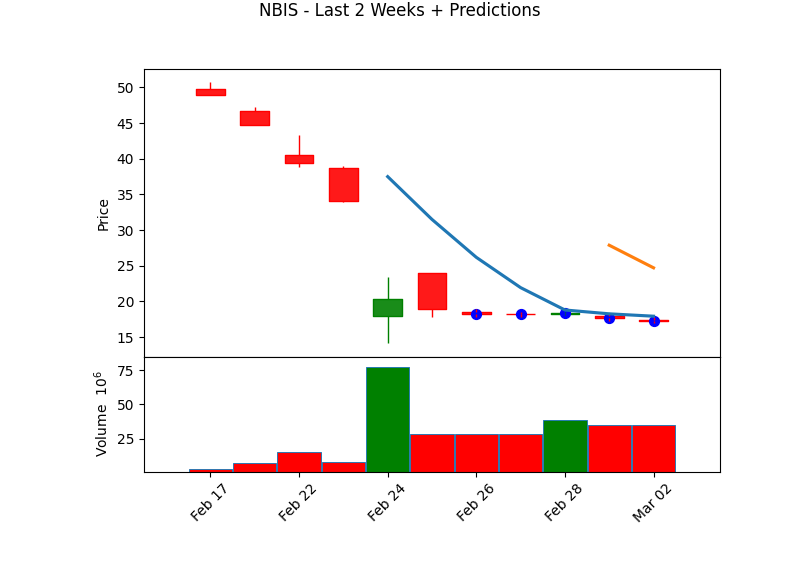 NBIS - Last 2 Weeks + Predictions
Price
50
45
40
35
30
25
20
15
Volume 10⁶
75
50
25
Feb 17
Feb 22
Feb 24
Feb 26
Feb 28
Mar 02